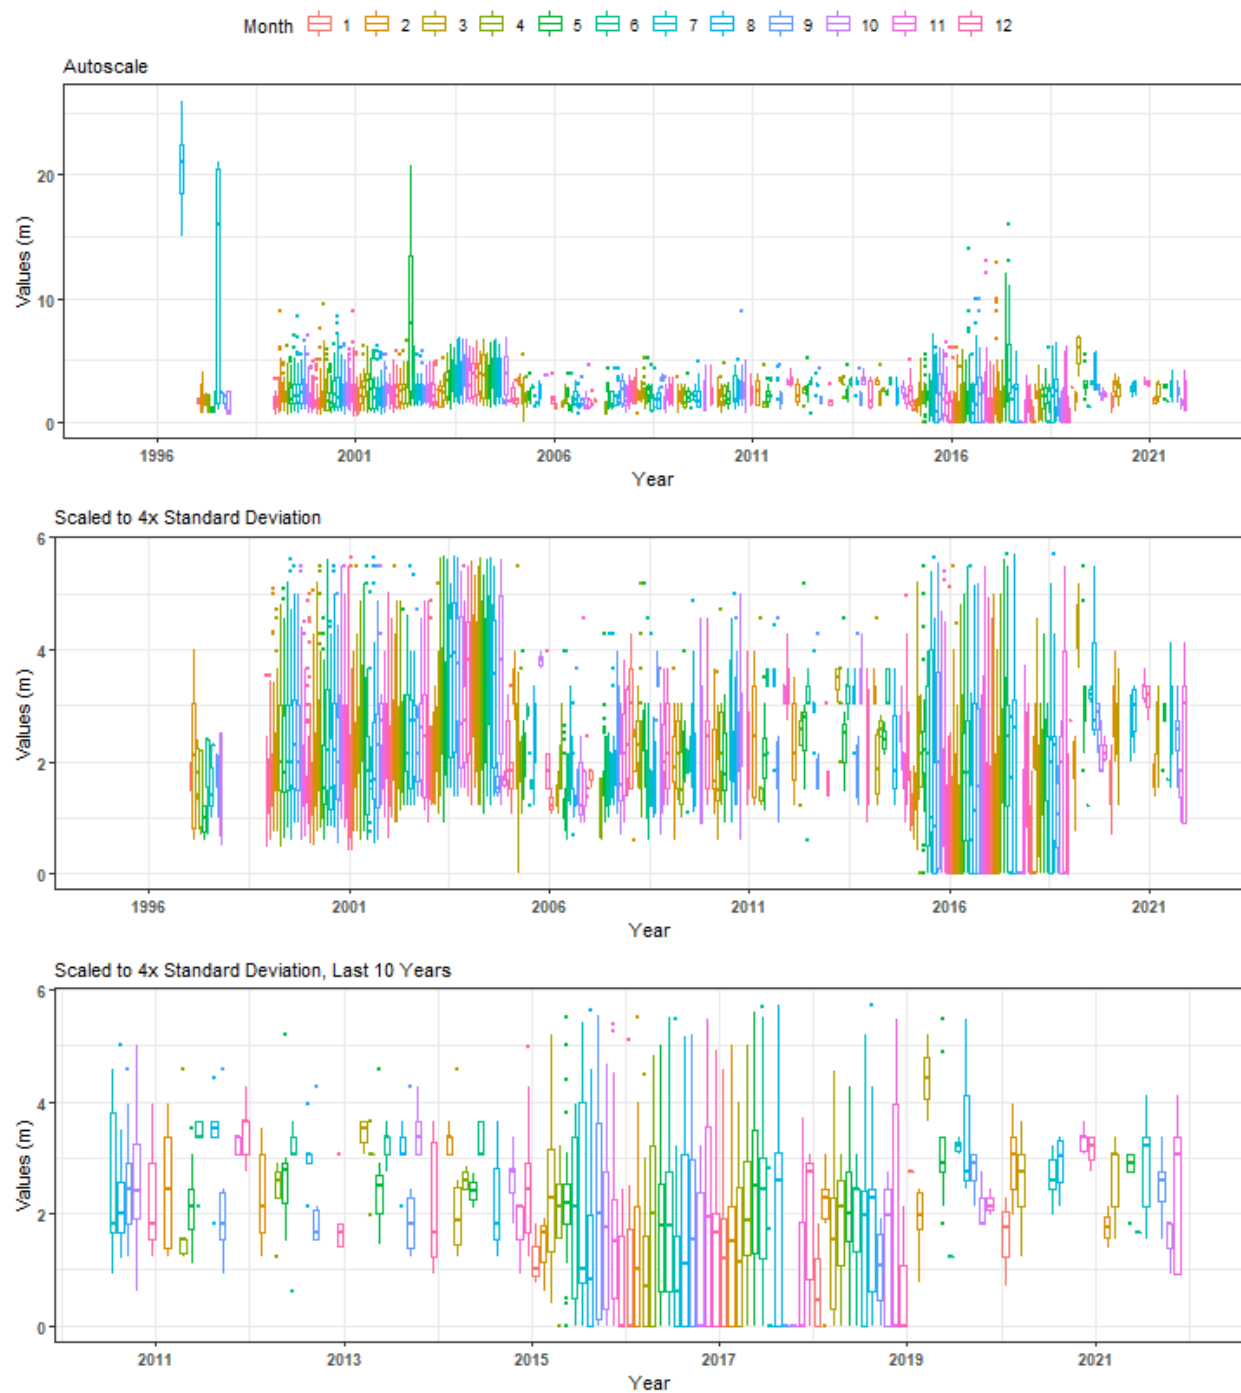 Month 1 2 3 4 5 6 7 8 9 10 11 12
Autoscale
Values (m)
20
10
0
1996 2001 2006 2011 2016 2021
Year
Scaled to 4x Standard Deviation
Values (m)
6
4
2
0
1996 2001 2006 2011 2016 2021
Year
Scaled to 4x Standard Deviation, Last 10 Years
Values (m)
6
4
2
0
2011 2013 2015 2017 2019 2021
Year